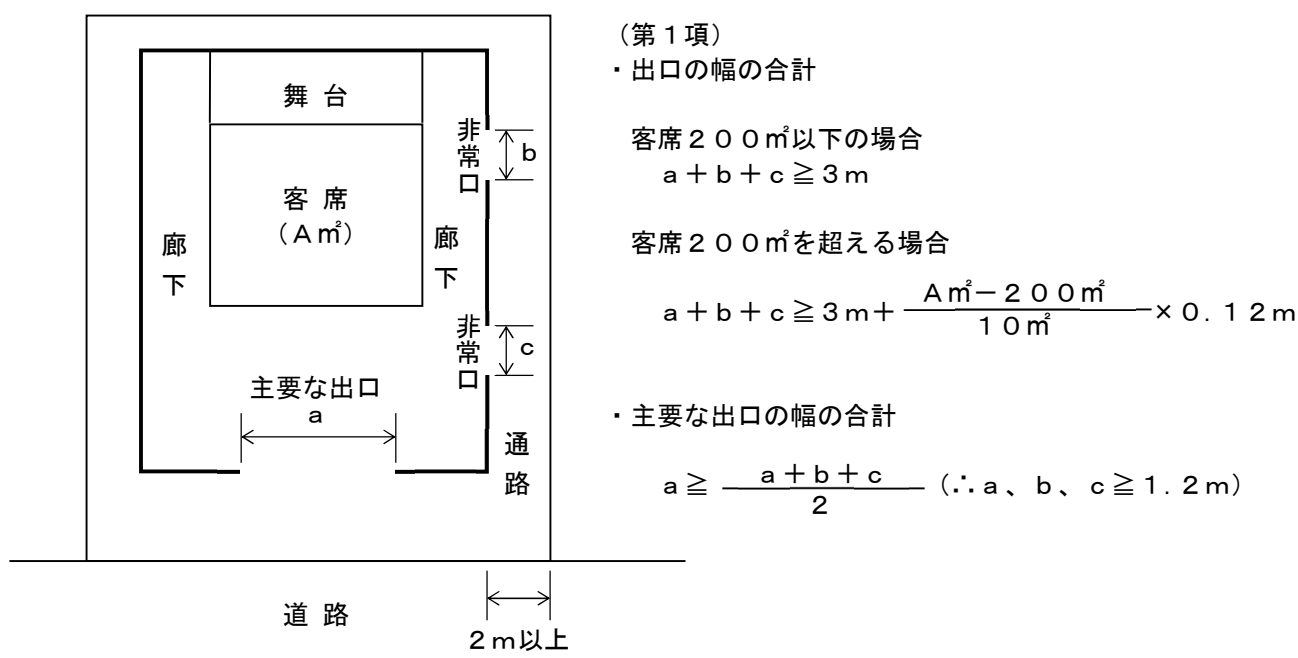 舞 台
客 席
(A㎡)
廊下
廊下
非常口
b
非常口
c
主要な出口
a
通路
道 路
2m以上
(第1項)
・出口の幅の合計
客席200㎡以下の場合
a+b+c≧3m
客席200㎡を超える場合
a+b+c≧3m+ A㎡-200㎡ / 10㎡ ×0.12m
・主要な出口の幅の合計
a≧ a+b+c / 2 (∴a、b、c≧1.2m)